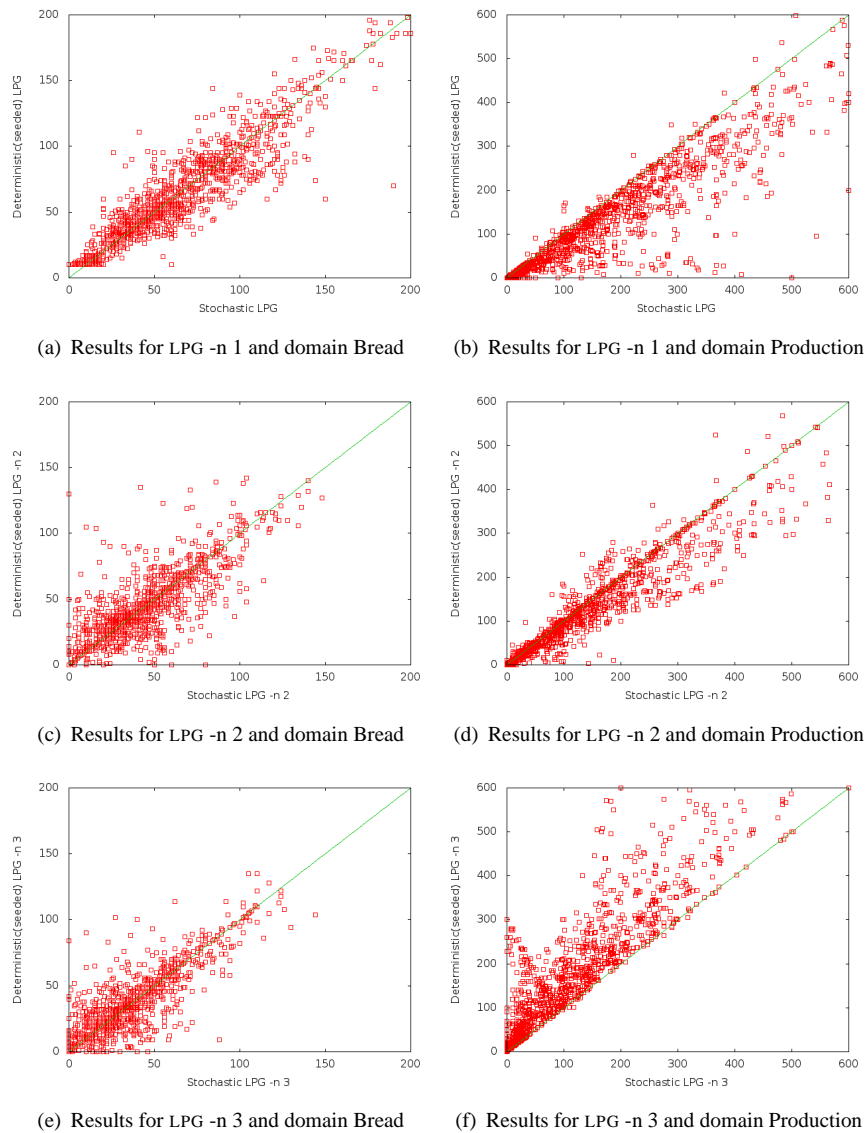 200
150
100
50
0
0 50 100 150 200
Deterministic(seeded) LPG
Stochastic LPG
(a) Results for LPG -n 1 and domain Bread
600
500
400
300
200
100
0
0 100 200 300 400 500 600
Deterministic(seeded) LPG
Stochastic LPG
(b) Results for LPG -n 1 and domain Production
200
150
100
50
0
0 50 100 150 200
Deterministic(seeded) LPG -n 2
Stochastic LPG -n 2
(c) Results for LPG -n 2 and domain Bread
600
500
400
300
200
100
0
0 100 200 300 400 500 600
Deterministic(seeded) LPG -n 2
Stochastic LPG -n 2
(d) Results for LPG -n 2 and domain Production
200
150
100
50
0
0 50 100 150 200
Deterministic(seeded) LPG -n 3
Stochastic LPG -n 3
(e) Results for LPG -n 3 and domain Bread
600
500
400
300
200
100
0
0 100 200 300 400 500 600
Deterministic(seeded) LPG -n 3
Stochastic LPG -n 3
(f) Results for LPG -n 3 and domain Production